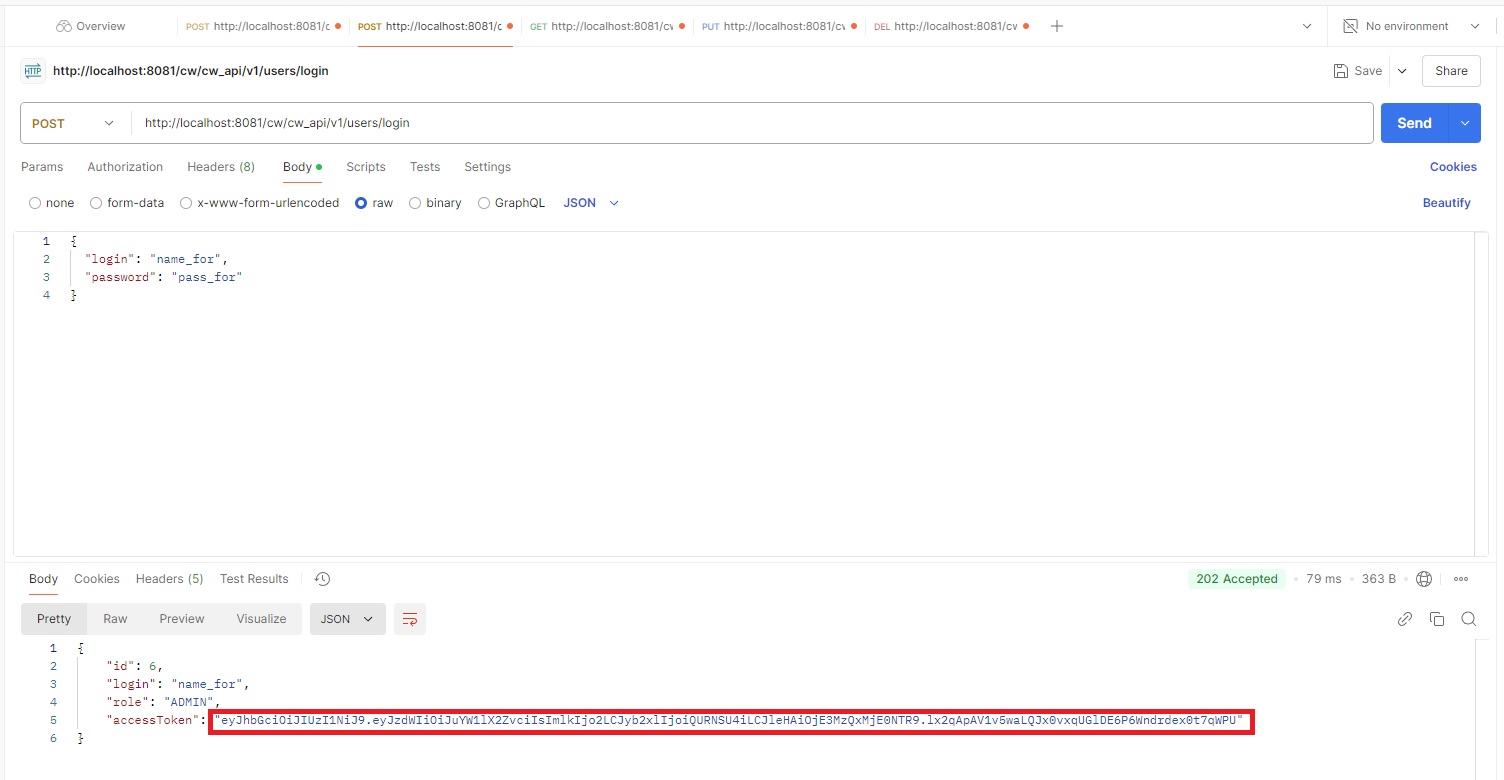 Overview POST http://localhost:8081/c POST http://localhost:8081/c GET http://localhost:8081/cv PUT http://localhost:8081/cv DEL http://localhost:8081/cv No environment
HTTP http://localhost:8081/cw/cw_api/v1/users/login Save Share
POST http://localhost:8081/cw/cw_api/v1/users/login Send
Params Authorization Headers (8) Body Scripts Tests Settings Cookies
none form-data x-www-form-urlencoded raw binary GraphQL JSON Beautify
1 {
2 "login": "name_for",
3 "password": "pass_for"
4 }
Body Cookies Headers (5) Test Results 202 Accepted 79 ms 363 B
Pretty Raw Preview Visualize JSON
1 {
2 "id": 6,
3 "login": "name_for",
4 "role": "ADMIN",
5 "accessToken": "eyJhbGciOiJIUzI1NiJ9.eyJzdWIiOiJuYW1lX2ZvciIsImlkIjo2LCJyb2xlIjoiQURNSU4iLCJleHAiOjE3MzQxMjE0NTR9.lx2qApAV1v5waLQJx0vxqUGlDE6P6Wndrdex0t7qWPU"
6 }